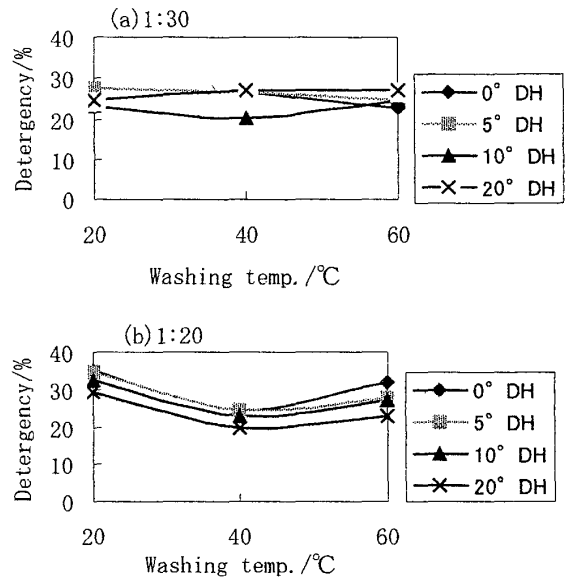 (a)1:30
40
30
20
10
0
Detergency/%
20 40 60
Washing temp./℃
0° DH
5° DH
10° DH
20° DH
(b)1:20
40
30
20
10
0
Detergency/%
20 40 60
Washing temp./℃
0° DH
5° DH
10° DH
20° DH